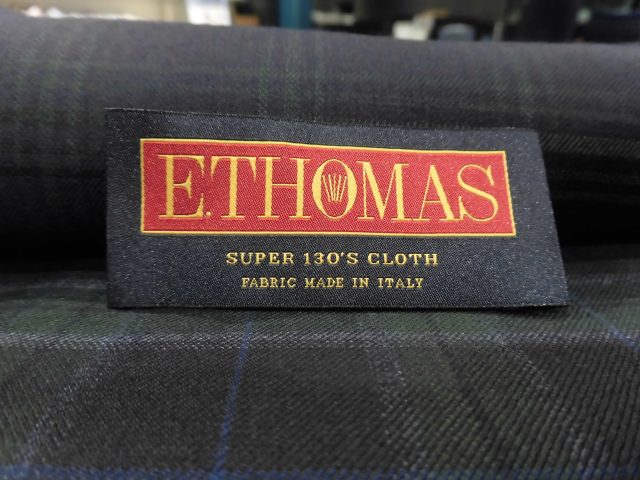 E.THOMAS
SUPER 130'S CLOTH
FABRIC MADE IN ITALY